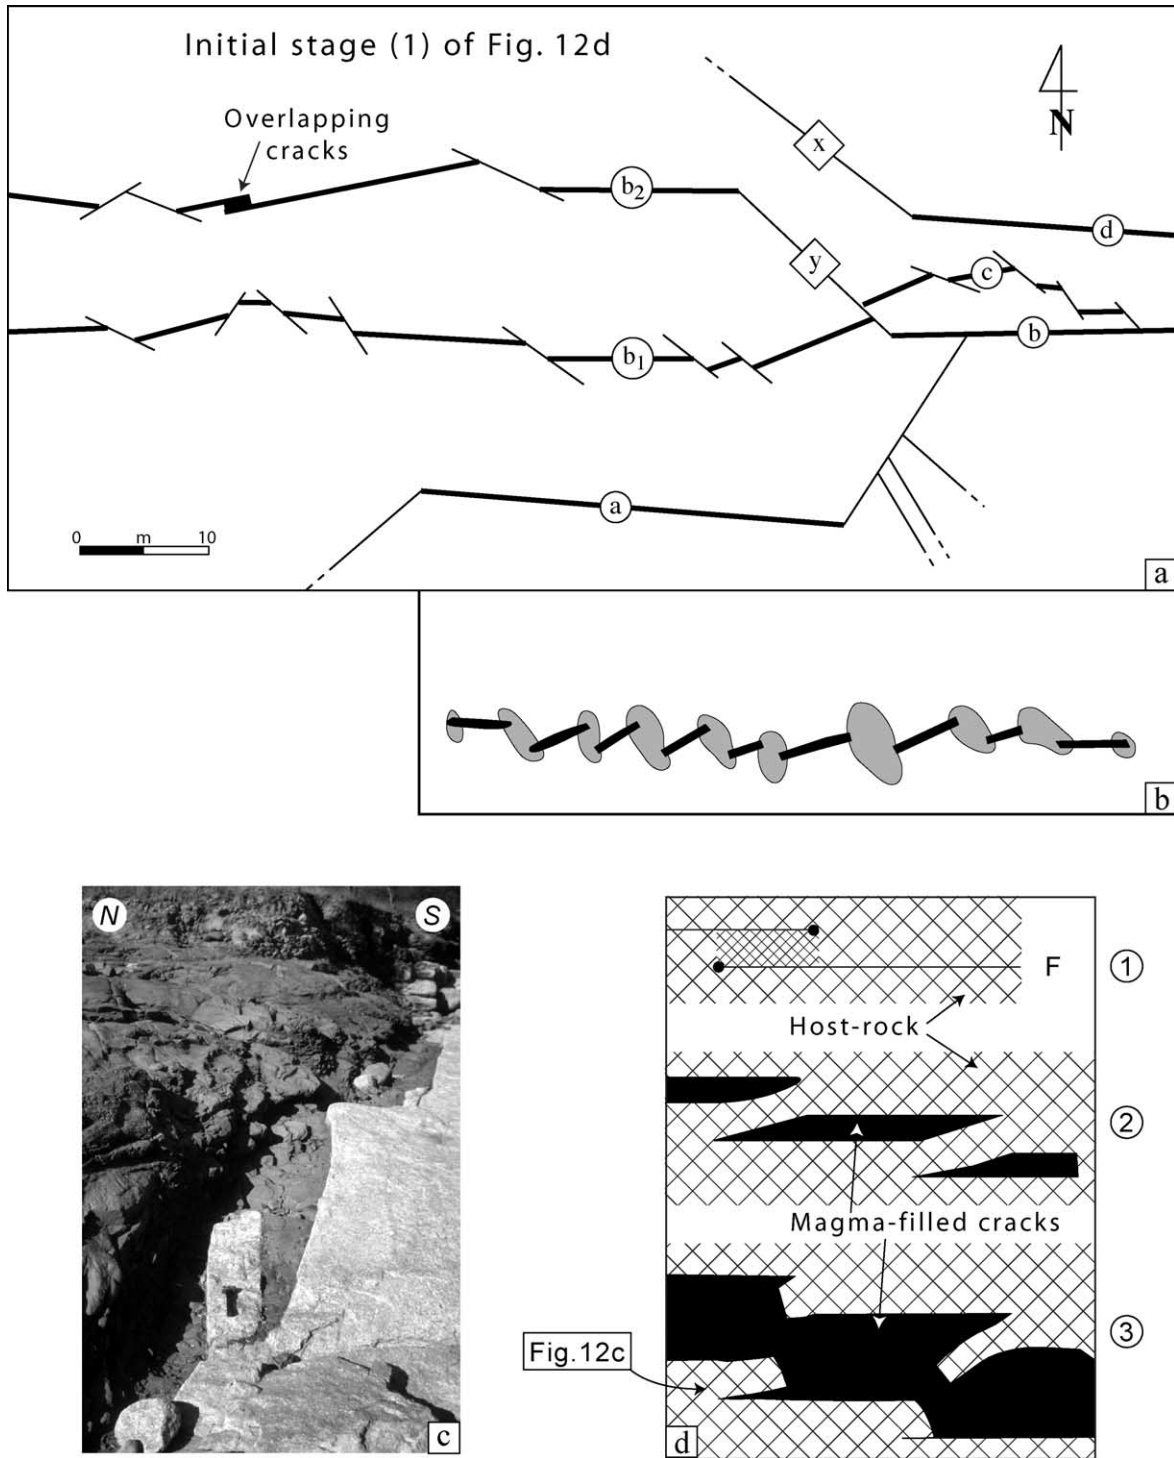 Initial stage (1) of Fig. 12d
Overlapping
cracks
N
x
b2
d
y
c
b
b1
a
0 m 10
a
b
N S
c
F
1
Host-rock
2
Magma-filled cracks
3
Fig.12c
d